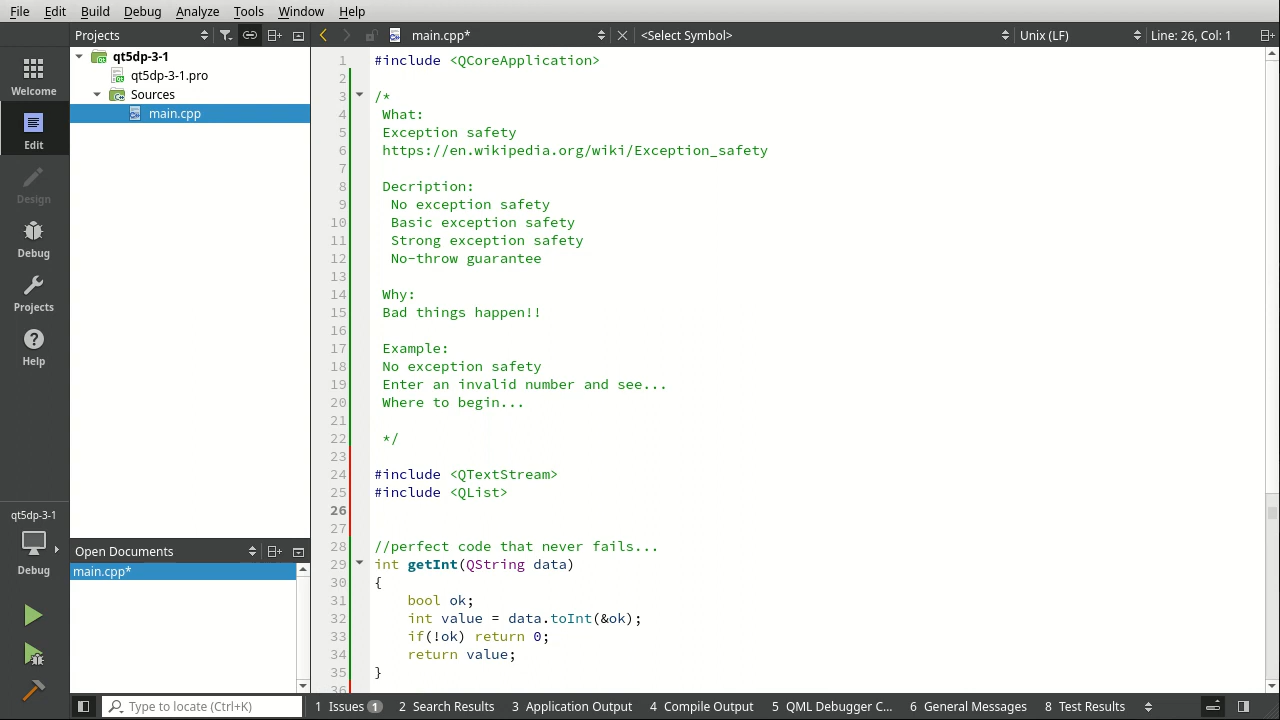 File Edit Build Debug Analyze Tools Window Help
Projects
main.cpp*
<Select Symbol>
Unix (LF)
Line: 26, Col: 1
Welcome
Edit
Design
Debug
Projects
Help
qt5dp-3-1
Debug
qt5dp-3-1
qt5dp-3-1.pro
Sources
main.cpp
Open Documents
main.cpp*
1 #include <QCoreApplication>
2
3 /*
4 What:
5 Exception safety
6 https://en.wikipedia.org/wiki/Exception_safety
7
8 Decription:
9 No exception safety
10 Basic exception safety
11 Strong exception safety
12 No-throw guarantee
13
14 Why:
15 Bad things happen!!
16
17 Example:
18 No exception safety
19 Enter an invalid number and see...
20 Where to begin...
21
22 */
23
24 #include <QTextStream>
25 #include <QList>
26
27
28 //perfect code that never fails...
29 int getInt(QString data)
30 {
31 bool ok;
32 int value = data.toInt(&ok);
33 if(!ok) return 0;
34 return value;
35 }
36
Type to locate (Ctrl+K)
1 Issues 1
2 Search Results
3 Application Output
4 Compile Output
5 QML Debugger C...
6 General Messages
8 Test Results